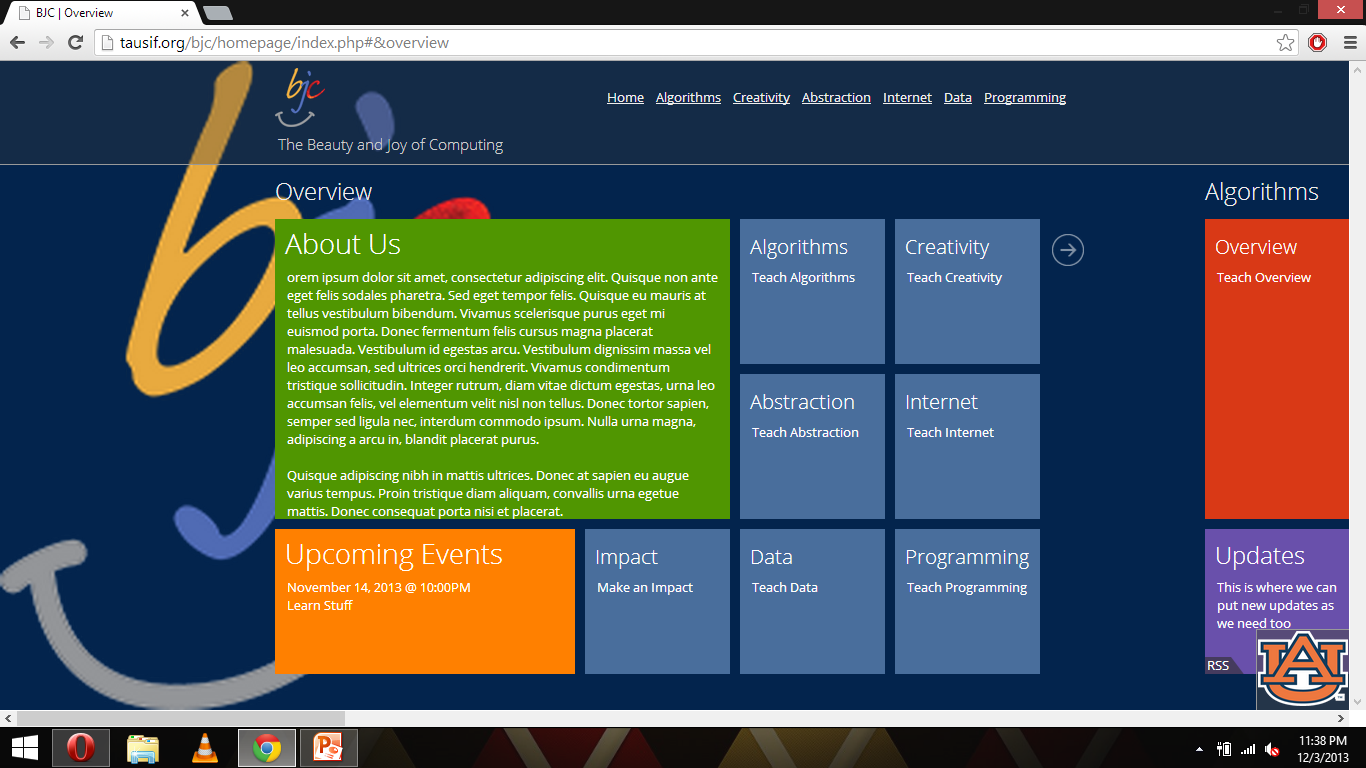 BJC | Overview
tausif.org/bjc/homepage/index.php#&overview
bjc
The Beauty and Joy of Computing
Home Algorithms Creativity Abstraction Internet Data Programming
Overview
About Us
orem ipsum dolor sit amet, consectetur adipiscing elit. Quisque non ante
eget felis sodales pharetra. Sed eget tempor felis. Quisque eu mauris at
tellus vestibulum bibendum. Vivamus scelerisque purus eget mi
euismod porta. Donec fermentum felis cursus magna placerat
malesuada. Vestibulum id egestas arcu. Vestibulum dignissim massa vel
leo accumsan, sed ultrices orci hendrerit. Vivamus condimentum
tristique sollicitudin. Integer rutrum, diam vitae dictum egestas, urna leo
accumsan felis, vel elementum velit nisl non tellus. Donec tortor sapien,
semper sed ligula nec, interdum commodo ipsum. Nulla urna magna,
adipiscing a arcu in, blandit placerat purus.
Quisque adipiscing nibh in mattis ultrices. Donec at sapien eu augue
varius tempus. Proin tristique diam aliquam, convallis urna egetue
mattis. Donec consequat porta nisi et placerat.
Algorithms
Teach Algorithms
Creativity
Teach Creativity
Abstraction
Teach Abstraction
Internet
Teach Internet
Upcoming Events
November 14, 2013 @ 10:00PM
Learn Stuff
Impact
Make an Impact
Data
Teach Data
Programming
Teach Programming
Algorithms
Overview
Teach Overview
Updates
This is where we can
put new updates as
we need too
RSS
AU
11:38 PM
12/3/2013